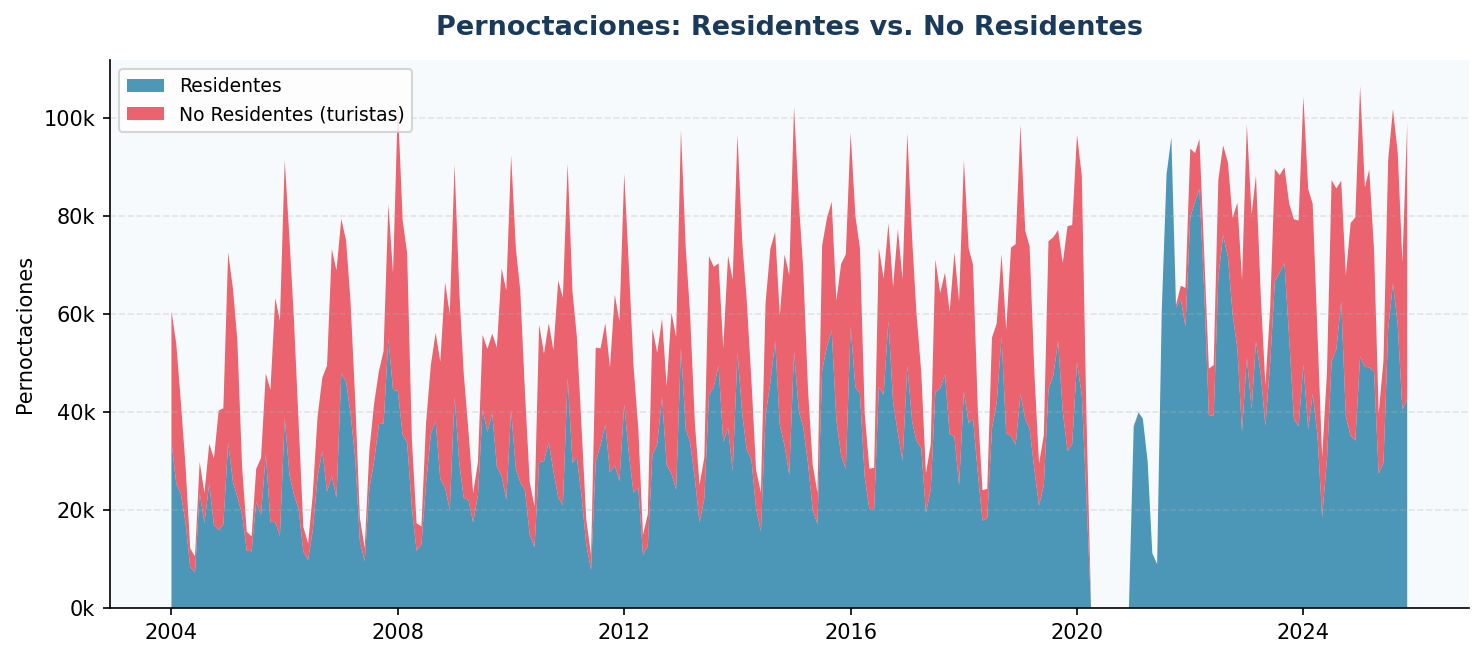 Pernoctaciones: Residentes vs. No Residentes
Residentes
No Residentes (turistas)
Pernoctaciones
100k
80k
60k
40k
20k
0k
2004
2008
2012
2016
2020
2024